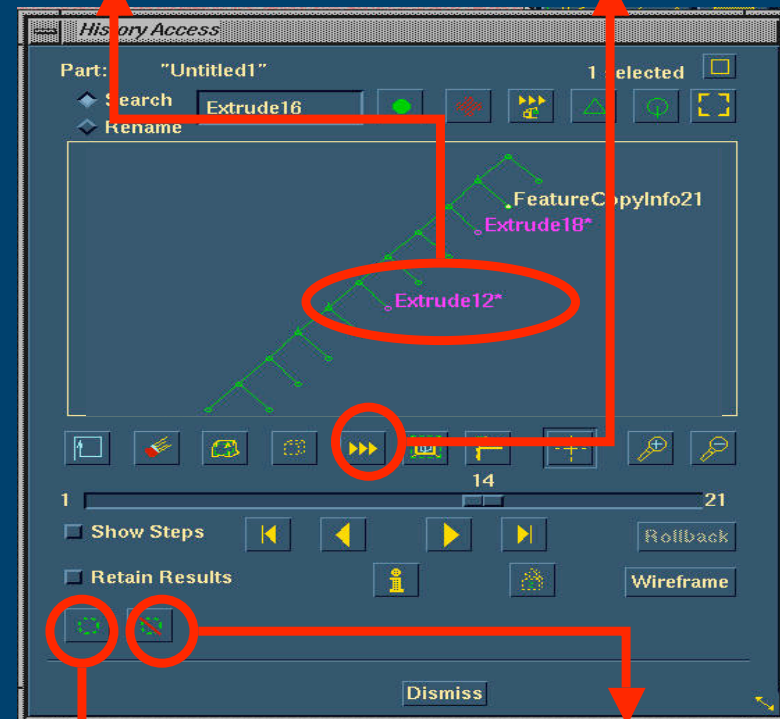 History Access
Part: "Untitled1" 1 selected
Search Extrude16
Rename
FeatureCopyInfo21
Extrude18*
Extrude12*
14
1 21
Show Steps Rollback
Retain Results Wireframe
Dismiss